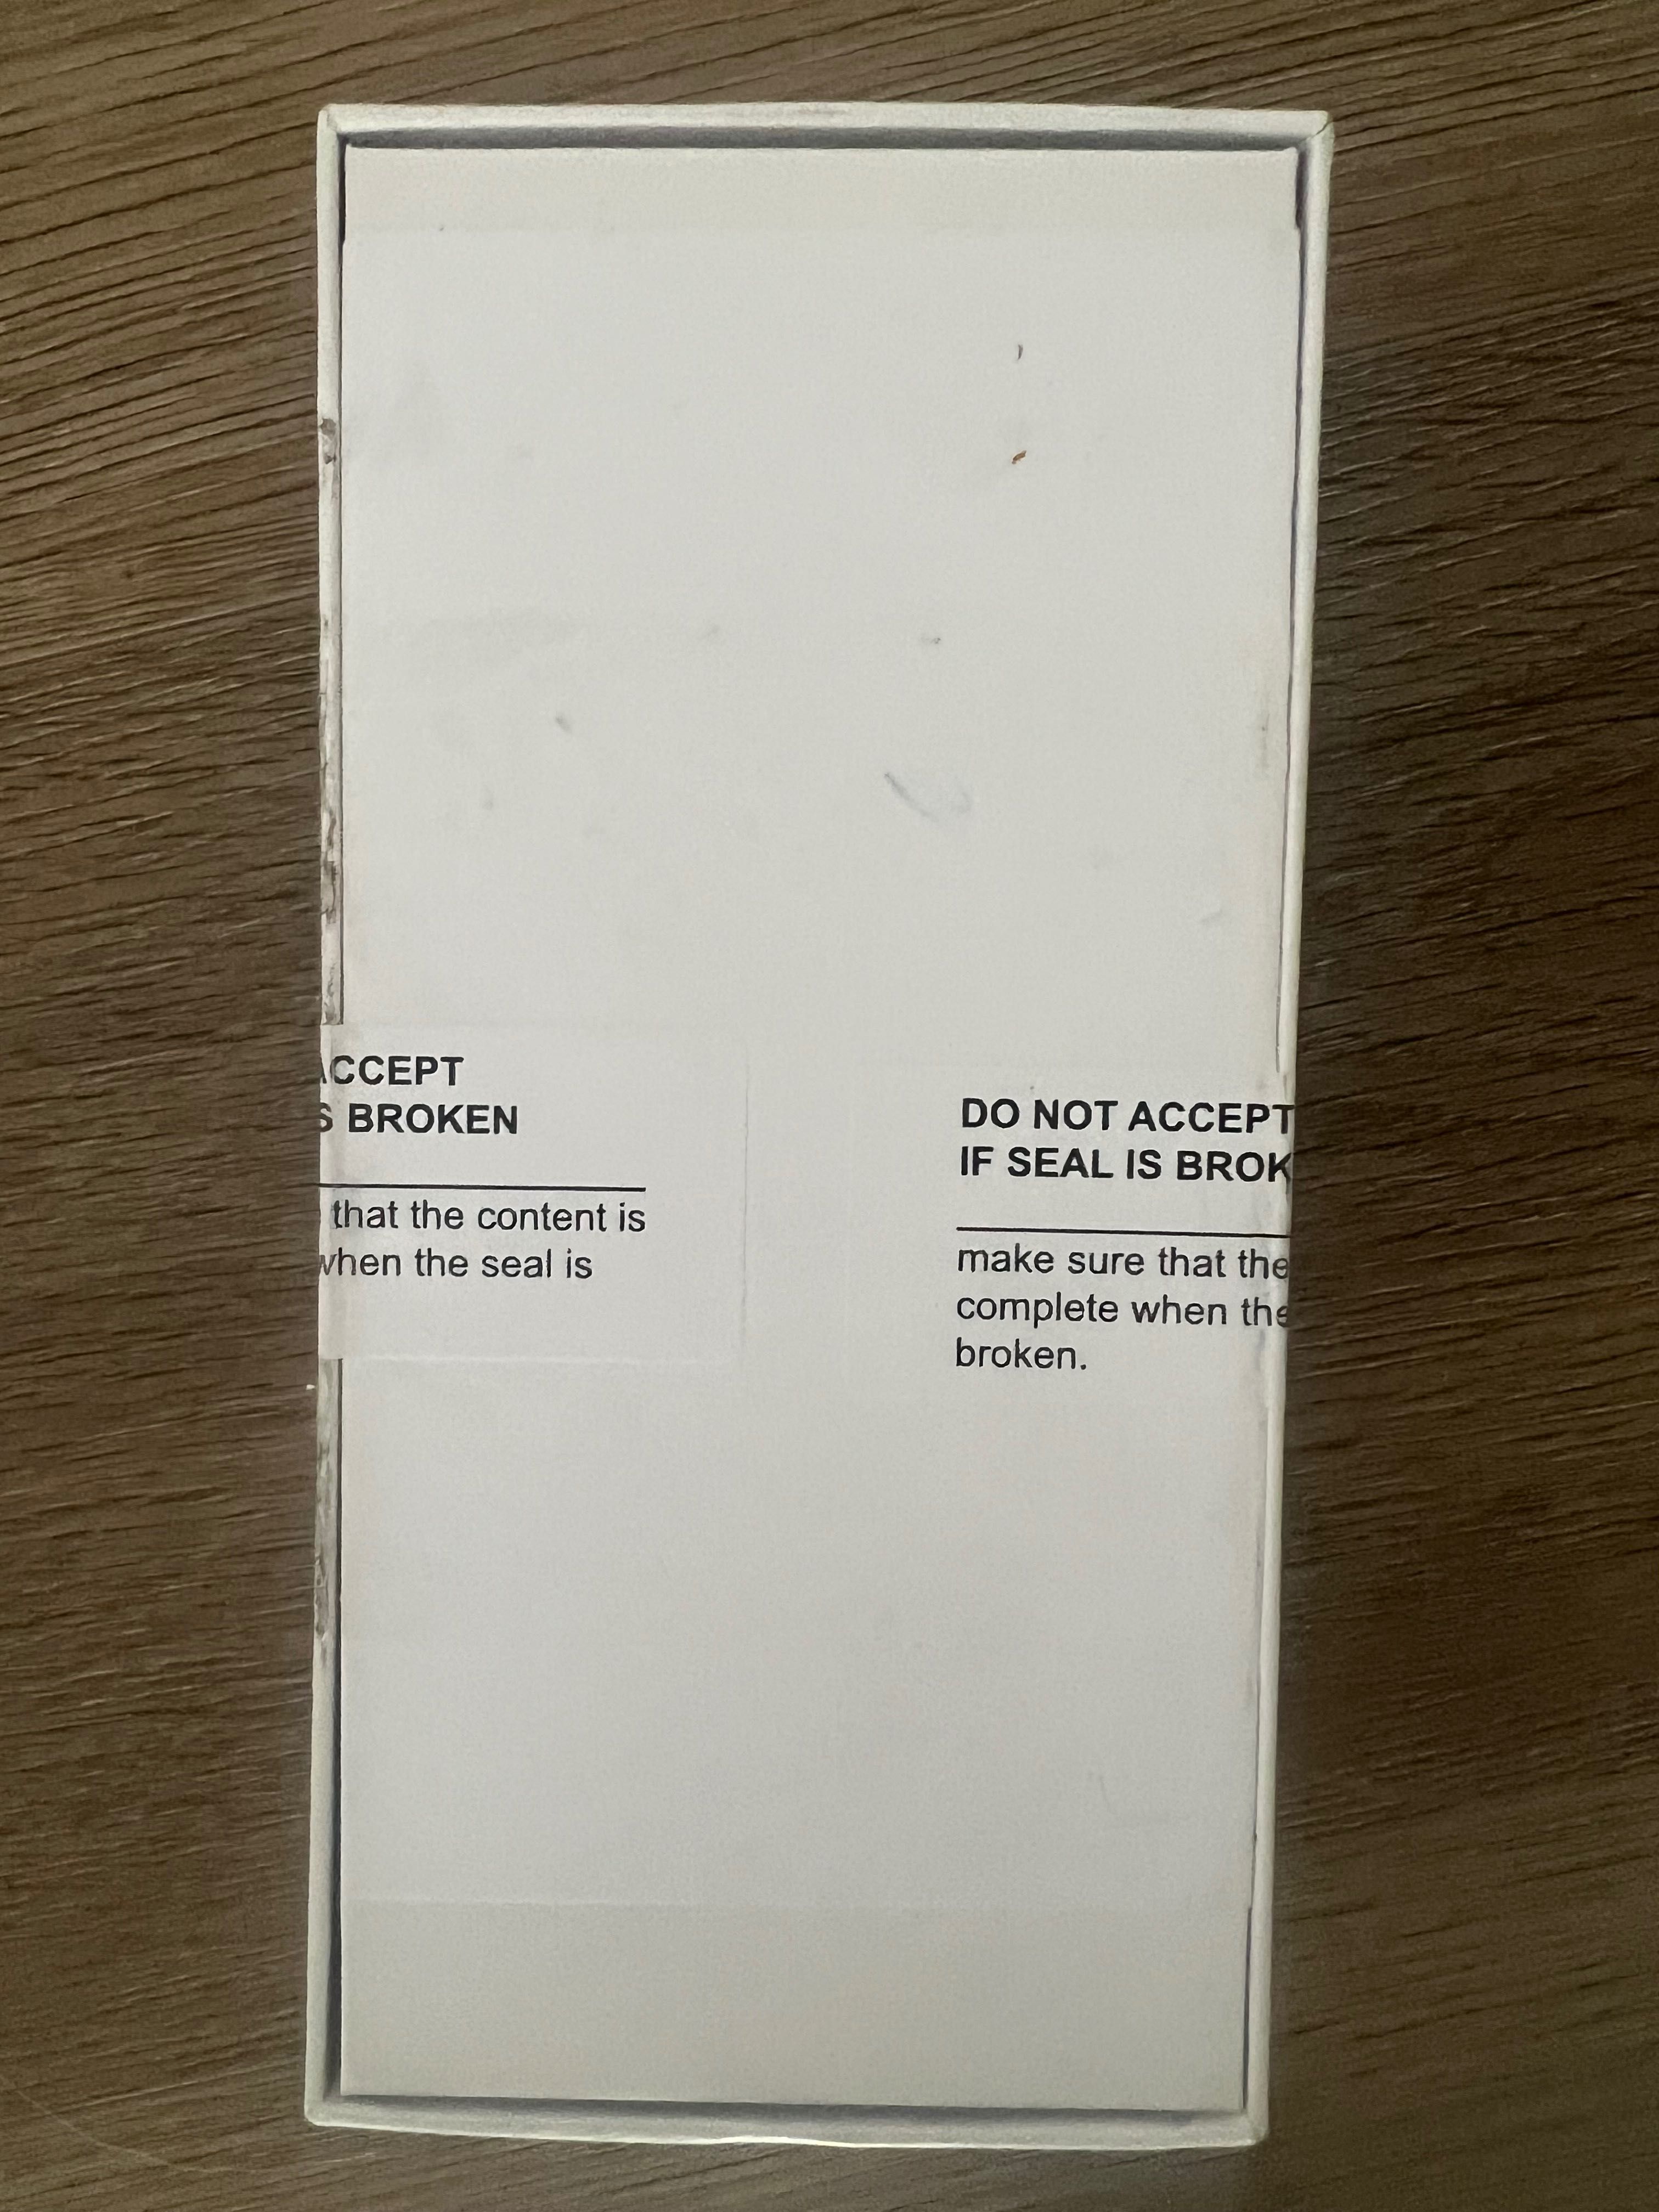 ACCEPT
S BROKEN
that the content is
when the seal is
DO NOT ACCEPT
IF SEAL IS BROK
make sure that the
complete when the
broken.